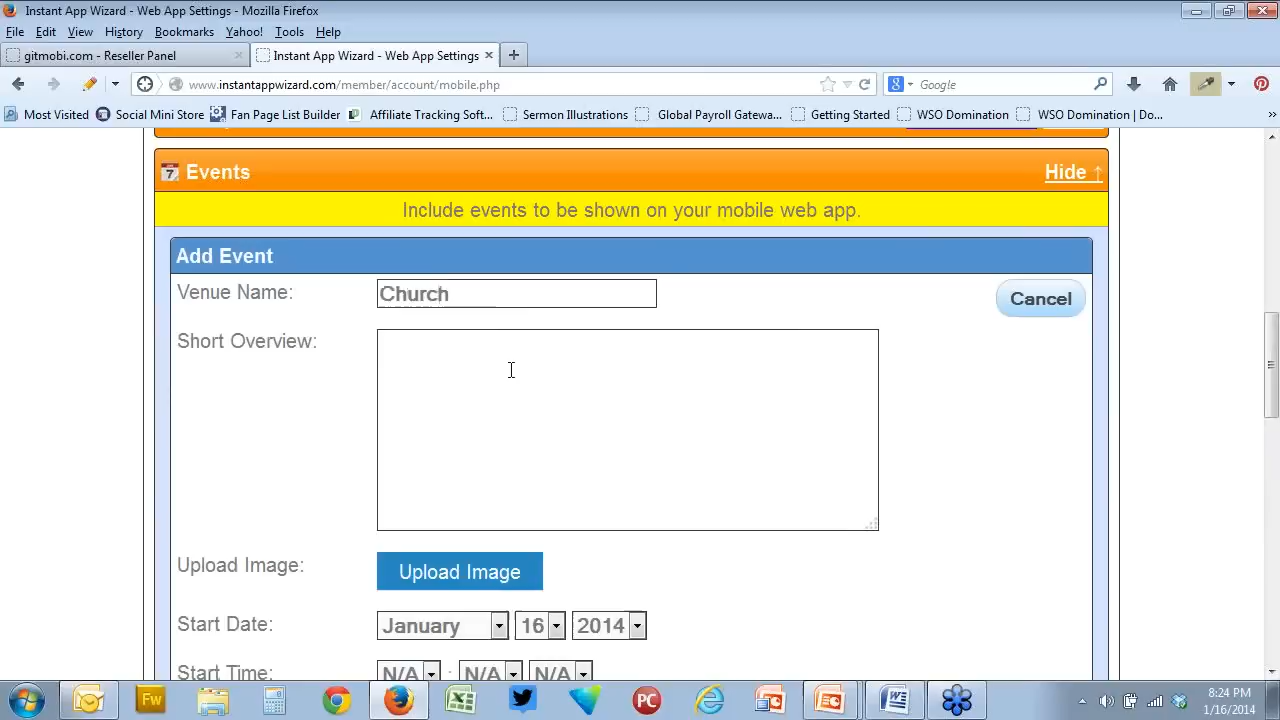 Instant App Wizard - Web App Settings - Mozilla Firefox
File Edit View History Bookmarks Yahoo! Tools Help
gitmobi.com - Reseller Panel × Instant App Wizard - Web App Settings × +
www.instantappwizard.com/member/account/mobile.php Google
Most Visited Social Mini Store Fan Page List Builder Affiliate Tracking Soft... Sermon Illustrations Global Payroll Gatewa... Getting Started WSO Domination WSO Domination | Do... »
Events Hide ↑
Include events to be shown on your mobile web app.
Add Event
Venue Name: Church Cancel
Short Overview:
Upload Image: Upload Image
Start Date: January 16 2014
Start Time: N/A : N/A N/A
8:24 PM
1/16/2014